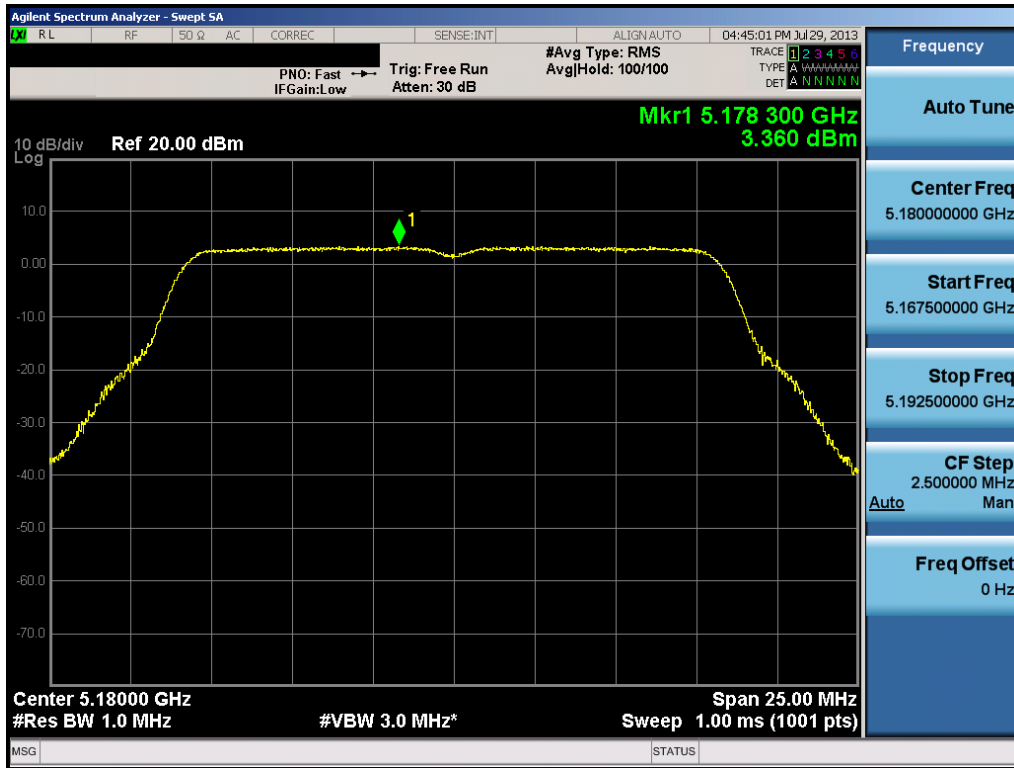 Agilent Spectrum Analyzer - Swept SA
LXI RL RF 50 Ω AC CORREC SENSE:INT ALIGN AUTO 04:45:01 PM Jul 29, 2013
PNO: Fast
IFGain:Low
Trig: Free Run
Atten: 30 dB
#Avg Type: RMS
Avg|Hold: 100/100
TRACE 1 2 3 4 5 6
TYPE A WWWWW
DET A N N N N N
Mkr1 5.178 300 GHz
3.360 dBm
10 dB/div Ref 20.00 dBm
Log
10.0
1
0.00
-10.0
-20.0
-30.0
-40.0
-50.0
-60.0
-70.0
Center 5.18000 GHz Span 25.00 MHz
#Res BW 1.0 MHz #VBW 3.0 MHz* Sweep 1.00 ms (1001 pts)
MSG STATUS
Frequency
Auto Tune
Center Freq
5.180000000 GHz
Start Freq
5.167500000 GHz
Stop Freq
5.192500000 GHz
CF Step
2.500000 MHz
Auto Man
Freq Offset
0 Hz